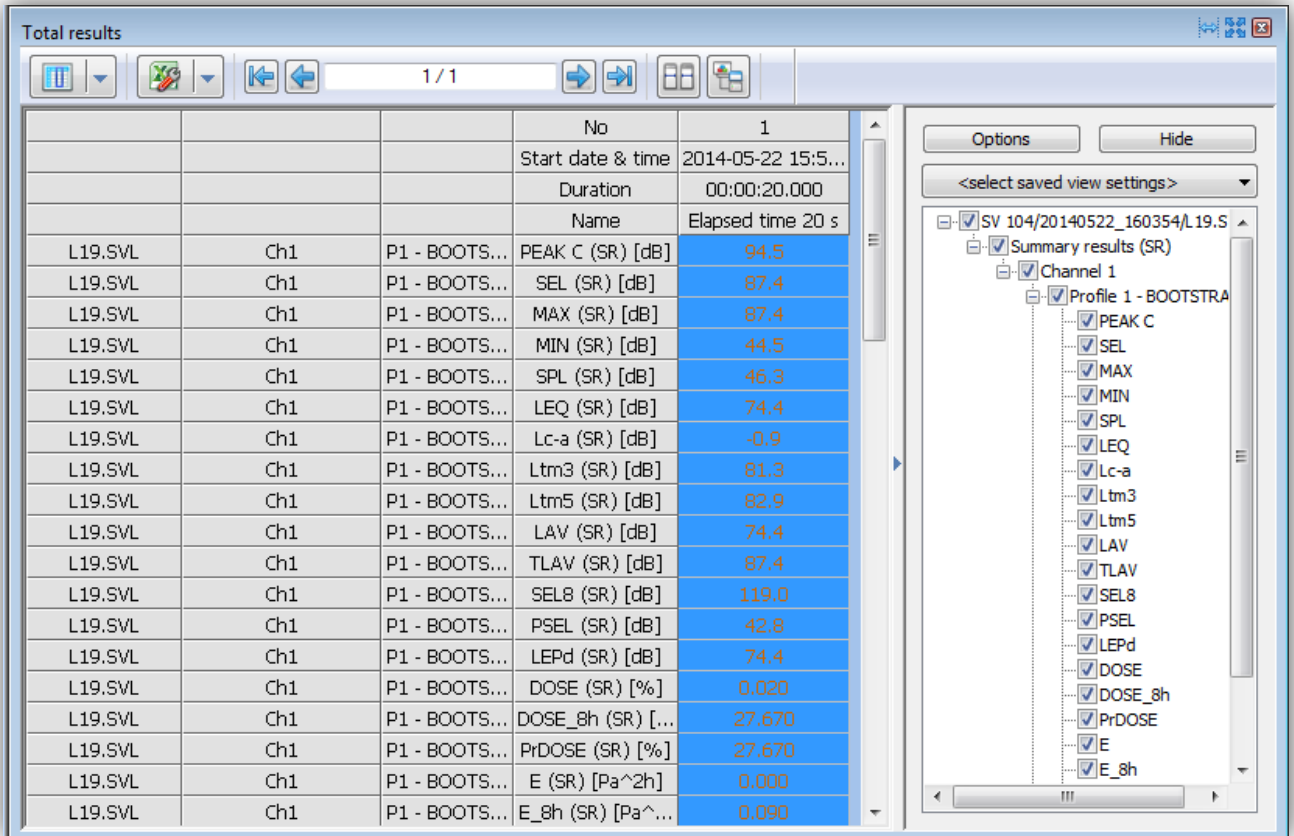 Total results
1 / 1
No 1
Start date & time 2014-05-22 15:5...
Duration 00:00:20.000
Name Elapsed time 20 s
L19.SVL Ch1 P1 - BOOTS... PEAK C (SR) [dB] 94.5
L19.SVL Ch1 P1 - BOOTS... SEL (SR) [dB] 87.4
L19.SVL Ch1 P1 - BOOTS... MAX (SR) [dB] 87.4
L19.SVL Ch1 P1 - BOOTS... MIN (SR) [dB] 44.5
L19.SVL Ch1 P1 - BOOTS... SPL (SR) [dB] 46.3
L19.SVL Ch1 P1 - BOOTS... LEQ (SR) [dB] 74.4
L19.SVL Ch1 P1 - BOOTS... Lc-a (SR) [dB] -0.9
L19.SVL Ch1 P1 - BOOTS... Ltm3 (SR) [dB] 81.3
L19.SVL Ch1 P1 - BOOTS... Ltm5 (SR) [dB] 82.9
L19.SVL Ch1 P1 - BOOTS... LAV (SR) [dB] 74.4
L19.SVL Ch1 P1 - BOOTS... TLAV (SR) [dB] 87.4
L19.SVL Ch1 P1 - BOOTS... SEL8 (SR) [dB] 119.0
L19.SVL Ch1 P1 - BOOTS... PSEL (SR) [dB] 42.8
L19.SVL Ch1 P1 - BOOTS... LEPd (SR) [dB] 74.4
L19.SVL Ch1 P1 - BOOTS... DOSE (SR) [%] 0.020
L19.SVL Ch1 P1 - BOOTS... DOSE_8h (SR) [... 27.670
L19.SVL Ch1 P1 - BOOTS... PrDOSE (SR) [%] 27.670
L19.SVL Ch1 P1 - BOOTS... E (SR) [Pa^2h] 0.000
L19.SVL Ch1 P1 - BOOTS... E_8h (SR) [Pa^... 0.090
Options Hide
<select saved view settings>
SV 104/20140522_160354/L19.S
Summary results (SR)
Channel 1
Profile 1 - BOOTSTRA
PEAK C
SEL
MAX
MIN
SPL
LEQ
Lc-a
Ltm3
Ltm5
LAV
TLAV
SEL8
PSEL
LEPd
DOSE
DOSE_8h
PrDOSE
E
E_8h